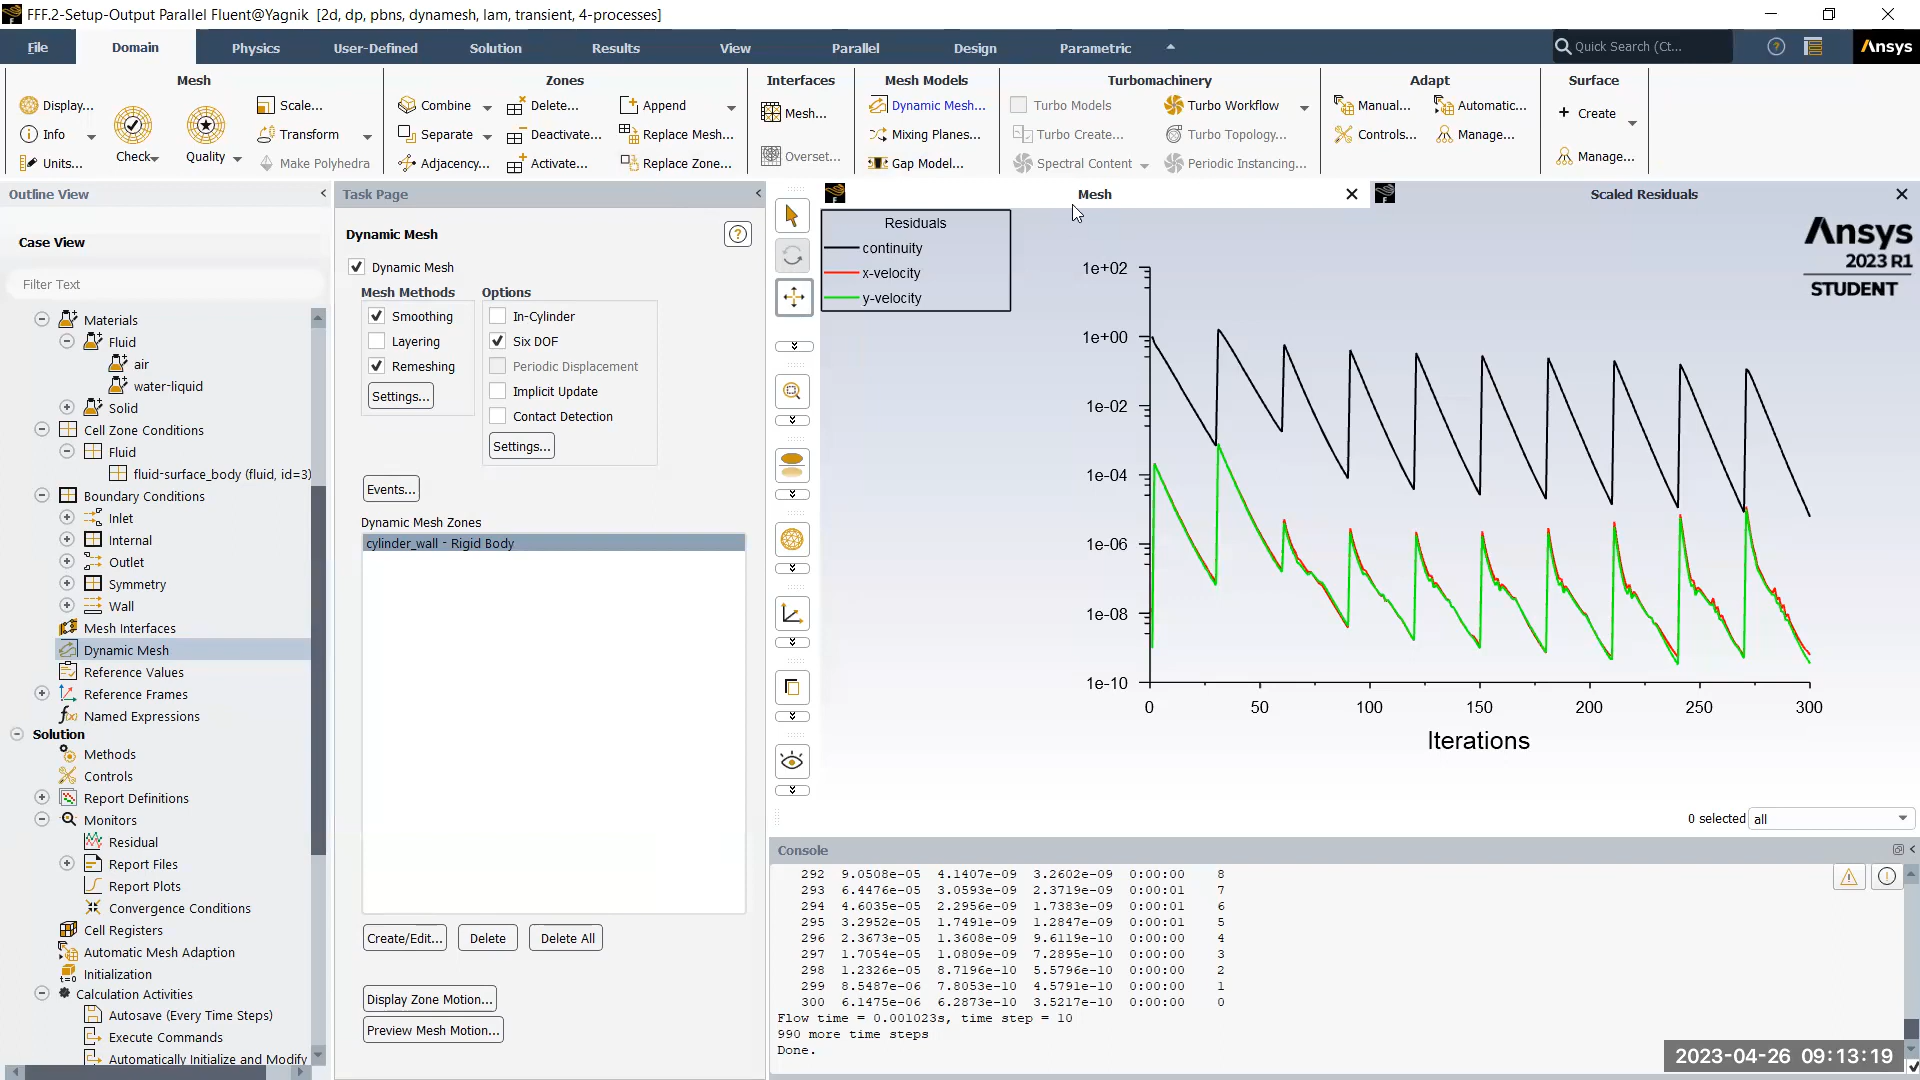 FFF.2-Setup-Output Parallel Fluent@Yagnik [2d, dp, pbns, dynamesh, lam, transient, 4-processes]
File Domain Physics User-Defined Solution Results View Parallel Design Parametric Quick Search (Ct... Ansys
Mesh Zones Interfaces Mesh Models Turbomachinery Adapt Surface
Display... Scale... Combine Delete... Append Mesh... Dynamic Mesh... Turbo Models Turbo Workflow Manual... Automatic... Create
Info Check Quality Transform Separate Deactivate... Replace Mesh... Mixing Planes... Turbo Create... Turbo Topology... Controls... Manage...
Units... Make Polyhedra Adjacency... Activate... Replace Zone... Overset... Gap Model... Spectral Content Periodic Instancing... Manage...
Outline View
Case View
Filter Text
Materials
Fluid
air
water-liquid
Solid
Cell Zone Conditions
Fluid
fluid-surface_body (fluid, id=3)
Boundary Conditions
Inlet
Internal
Outlet
Symmetry
Wall
Mesh Interfaces
Dynamic Mesh
Reference Values
Reference Frames
Named Expressions
Solution
Methods
Controls
Report Definitions
Monitors
Residual
Report Files
Report Plots
Convergence Conditions
Cell Registers
Automatic Mesh Adaption
Initialization
Calculation Activities
Autosave (Every Time Steps)
Execute Commands
Automatically Initialize and Modify
Task Page
Dynamic Mesh
Dynamic Mesh
Mesh Methods Options
Smoothing In-Cylinder
Layering Six DOF
Remeshing Periodic Displacement
Settings... Implicit Update
Contact Detection
Settings...
Events...
Dynamic Mesh Zones
cylinder_wall - Rigid Body
Create/Edit... Delete Delete All
Display Zone Motion...
Preview Mesh Motion...
Mesh Scaled Residuals
Residuals
continuity
x-velocity
y-velocity
Ansys
2023 R1
STUDENT
1e+02
1e+00
1e-02
1e-04
1e-06
1e-08
1e-10
0 50 100 150 200 250 300
Iterations
0 selected all
Console
292 9.0508e-05 4.1407e-09 3.2602e-09 0:00:00 8
293 6.4476e-05 3.0593e-09 2.3719e-09 0:00:01 7
294 4.6035e-05 2.2956e-09 1.7383e-09 0:00:01 6
295 3.2952e-05 1.7491e-09 1.2847e-09 0:00:01 5
296 2.3673e-05 1.3608e-09 9.6119e-10 0:00:00 4
297 1.7054e-05 1.0809e-09 7.2895e-10 0:00:00 3
298 1.2326e-05 8.7196e-10 5.5796e-10 0:00:00 2
299 8.5487e-06 7.8053e-10 4.5791e-10 0:00:00 1
300 6.1475e-06 6.2873e-10 3.5217e-10 0:00:00 0
Flow time = 0.001023s, time step = 10
990 more time steps
Done.
2023-04-26 09:13:19